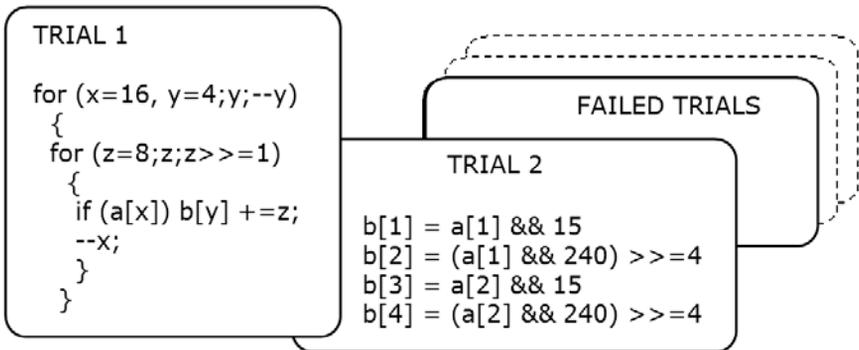 TRIAL 1
for (x=16, y=4;y;--y)
{
for (z=8;z;z>>=1)
{
if (a[x]) b[y] +=z;
--x;
}
}
FAILED TRIALS
TRIAL 2
b[1] = a[1] && 15
b[2] = (a[1] && 240) >>=4
b[3] = a[2] && 15
b[4] = (a[2] && 240) >>=4